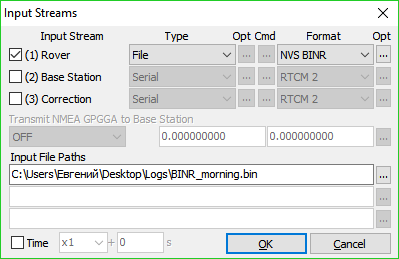 Input Streams
Input Stream Type Opt Cmd Format Opt
(1) Rover File ... ... NVS BINR ...
(2) Base Station Serial ... ... RTCM 2 ...
(3) Correction Serial ... ... RTCM 2 ...
Transmit NMEA GPGGA to Base Station
OFF 0.000000000 0.000000000 ...
Input File Paths
C:\Users\Евгений\Desktop\Logs\BINR_morning.bin ...
...
...
Time x1 + 0 s OK Cancel